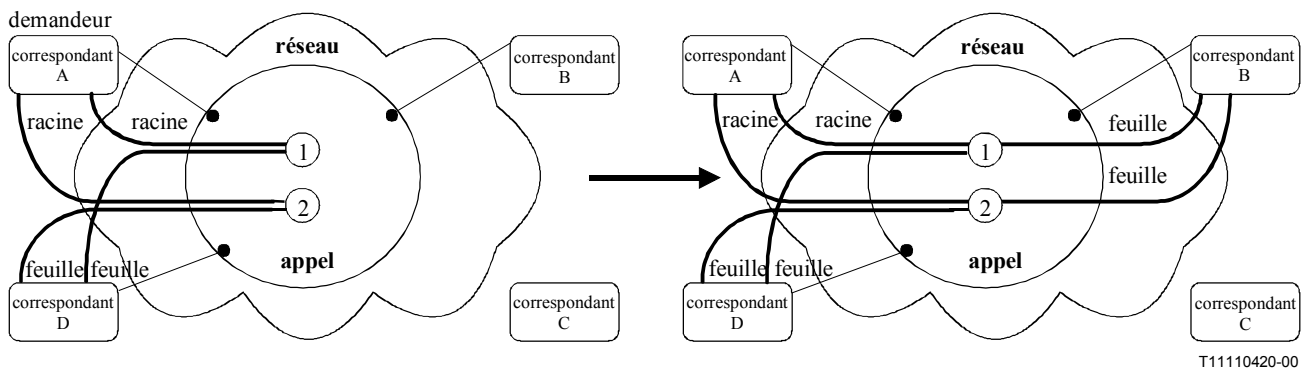 demandeur
correspondant
A
réseau
correspondant
B
racine
racine
1
2
feuille
feuille
appel
correspondant
D
correspondant
C
correspondant
A
réseau
correspondant
B
racine
racine
feuille
1
feuille
2
feuille
feuille
appel
correspondant
D
correspondant
C
T11110420-00